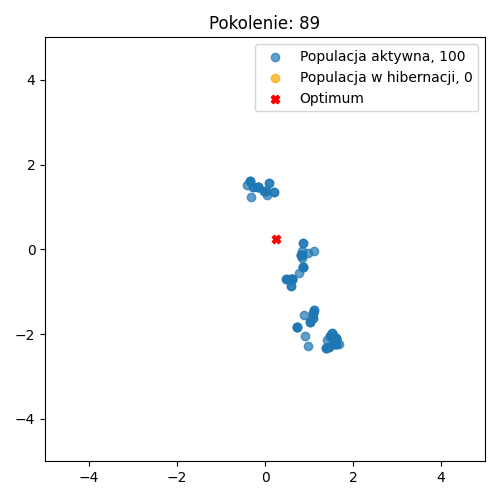 Pokolenie: 89
Populacja aktywna, 100
Populacja w hibernacji, 0
Optimum
4
2
0
−2
−4
−4 −2 0 2 4